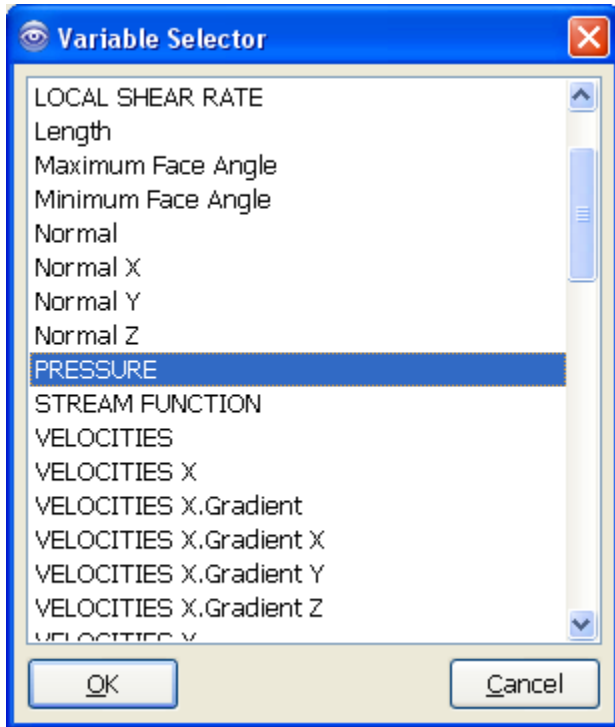 Variable Selector
LOCAL SHEAR RATE
Length
Maximum Face Angle
Minimum Face Angle
Normal
Normal X
Normal Y
Normal Z
PRESSURE
STREAM FUNCTION
VELOCITIES
VELOCITIES X
VELOCITIES X.Gradient
VELOCITIES X.Gradient X
VELOCITIES X.Gradient Y
VELOCITIES X.Gradient Z
OK
Cancel